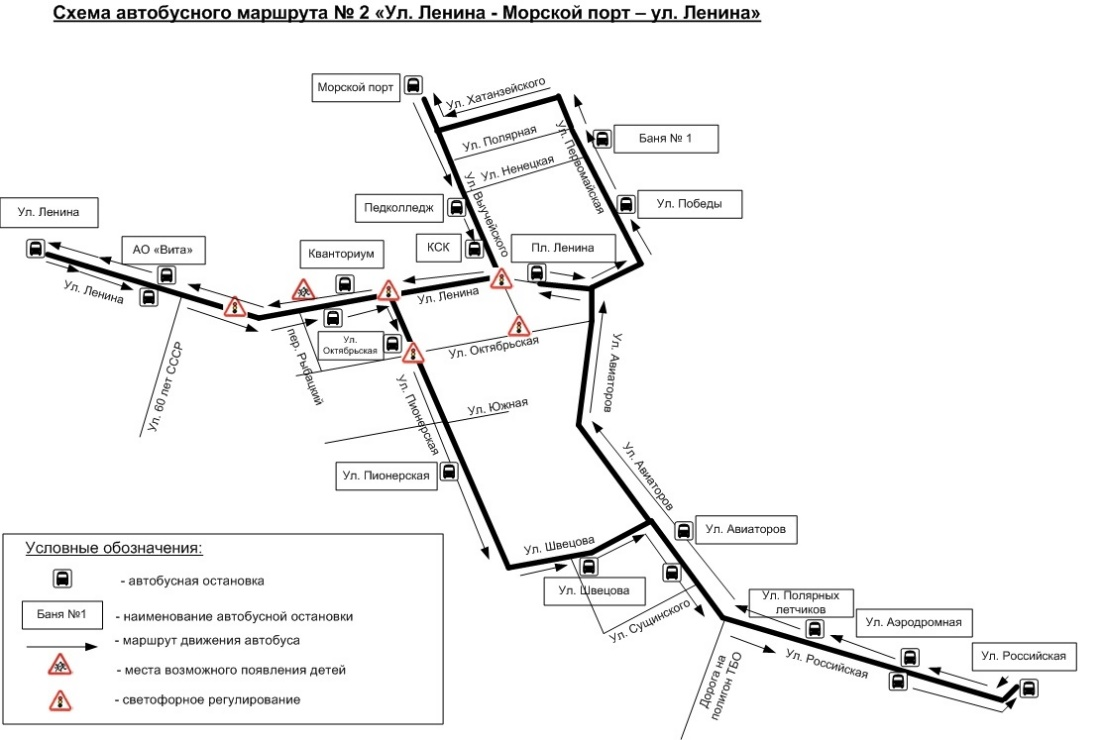 Схема автобусного маршрута № 2 «Ул. Ленина - Морской порт – ул. Ленина»
Морской порт
Ул. Хатанзейского
Ул. Полярная
Ул. Ненецкая
Ул. Первомайская
Баня № 1
Ул. Победы
Педколледж
Ул. Выучейского
КСК
Пл. Ленина
Ул. Ленина
АО «Вита»
Кванториум
Ул. Ленина
Ул. Ленина
Ул.
Октябрьская
Ул. Октябрьская
пер. Рыбацкий
Ул. 60 лет СССР
Ул. Пионерская
Ул. Южная
Ул. Авиаторов
Ул. Авиаторов
Ул. Пионерская
Ул. Авиаторов
Ул. Швецова
Ул. Швецова
Ул. Сущинского
Ул. Полярных
летчиков
Ул. Аэродромная
Ул. Российская
Ул. Российская
Дорога на
полигон ТБО
Условные обозначения:
- автобусная остановка
Баня №1
- наименование автобусной остановки
- маршрут движения автобуса
- места возможного появления детей
- светофорное регулирование